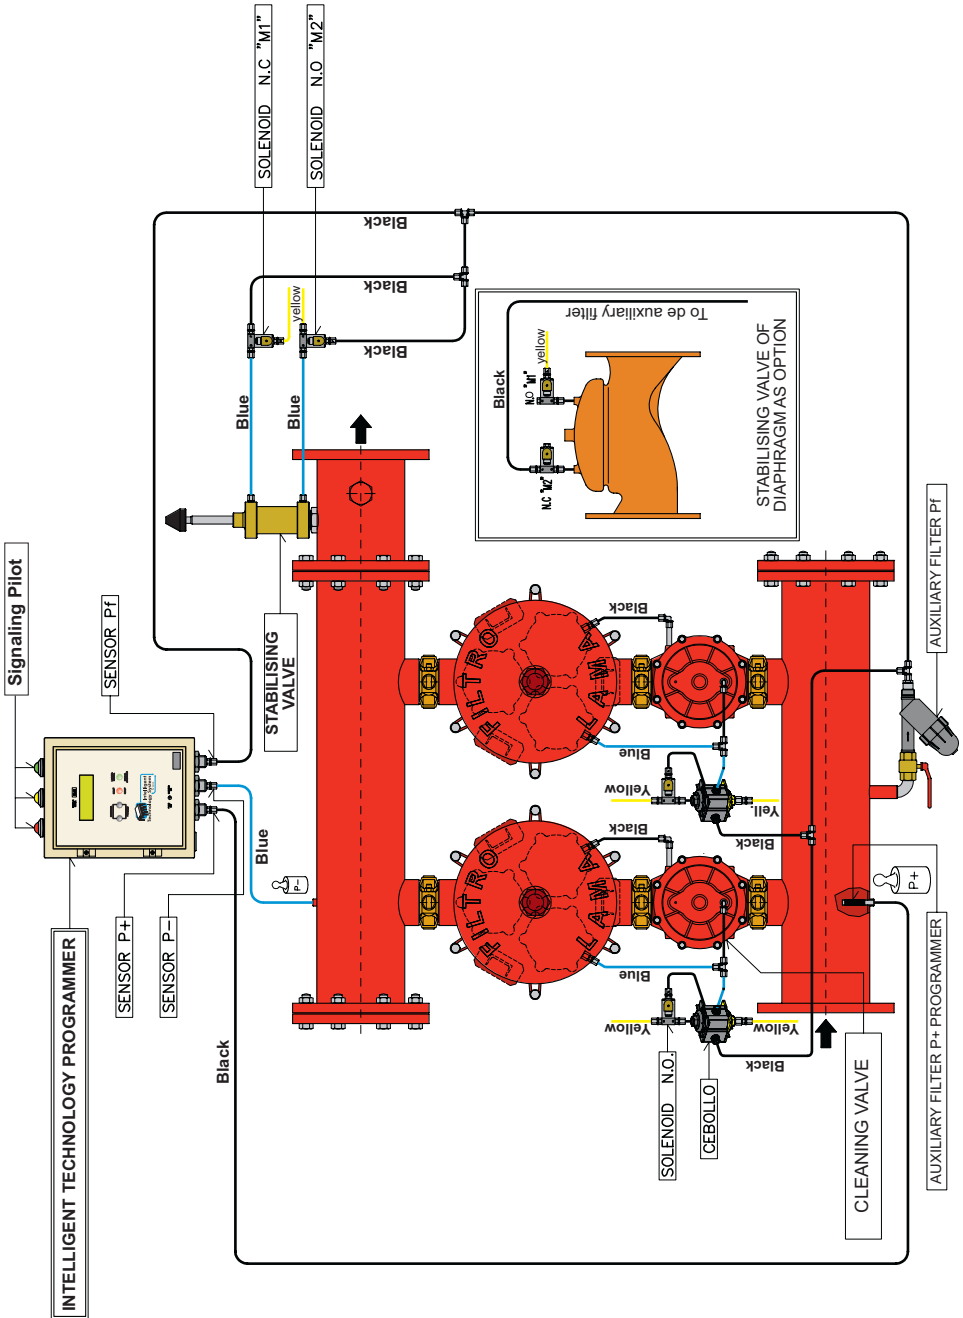 SOLENOID N.C "M1"
SOLENOID N.O "M2"
Black
Black
Black
yellow
Blue
Blue
To de auxiliary filter
Black
yellow
N.O "M1"
N.C "M2"
STABILISING VALVE OF
DIAPHRAGM AS OPTION
Signaling Pilot
SENSOR Pf
STABILISING
VALVE
AUXILIARY FILTER Pf
Intelligent
Technology System
INTELLIGENT TECHNOLOGY PROGRAMMER
SENSOR P+
SENSOR P-
Blue
P-
Black
FILTRO
LAMA
Black
Blue
Yell.
Black
FILTRO
LAMA
Black
Blue
Yellow
Yellow
Black
P+
SOLENOID N.O.
CEBOLLO
CLEANING VALVE
AUXILIARY FILTER P+ PROGRAMMER